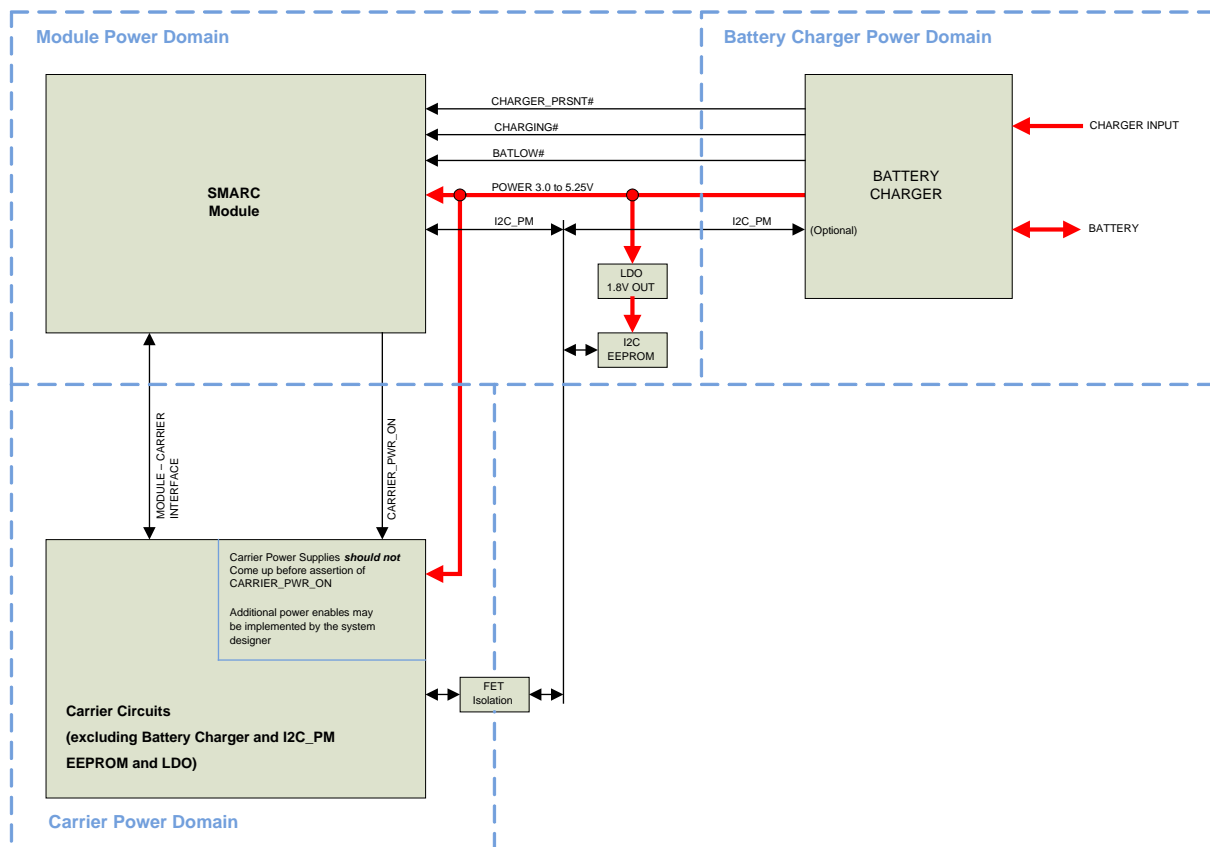 Module Power Domain
Battery Charger Power Domain
SMARC
Module
CHARGER_PRSNT#
CHARGING#
BATLOW#
POWER 3.0 to 5.25V
I2C_PM
I2C_PM
(Optional)
BATTERY
CHARGER
CHARGER INPUT
BATTERY
LDO
1.8V OUT
I2C
EEPROM
MODULE – CARRIER
INTERFACE
CARRIER_PWR_ON
Carrier Power Supplies should not
Come up before assertion of
CARRIER_PWR_ON
Additional power enables may
be implemented by the system
designer
FET
Isolation
Carrier Circuits
(excluding Battery Charger and I2C_PM
EEPROM and LDO)
Carrier Power Domain